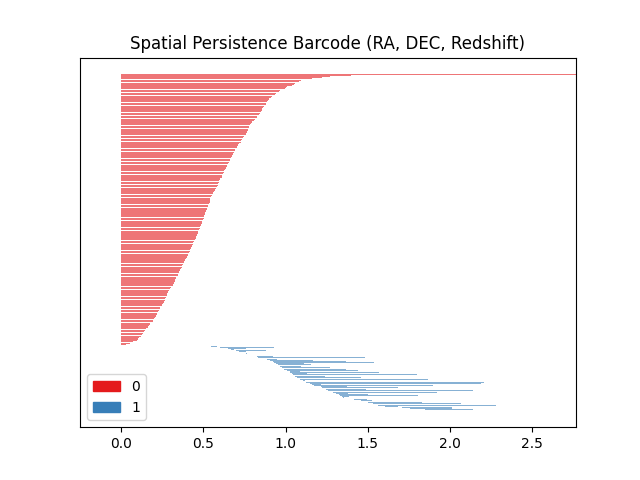 Spatial Persistence Barcode (RA, DEC, Redshift)
0
1
0.0 0.5 1.0 1.5 2.0 2.5